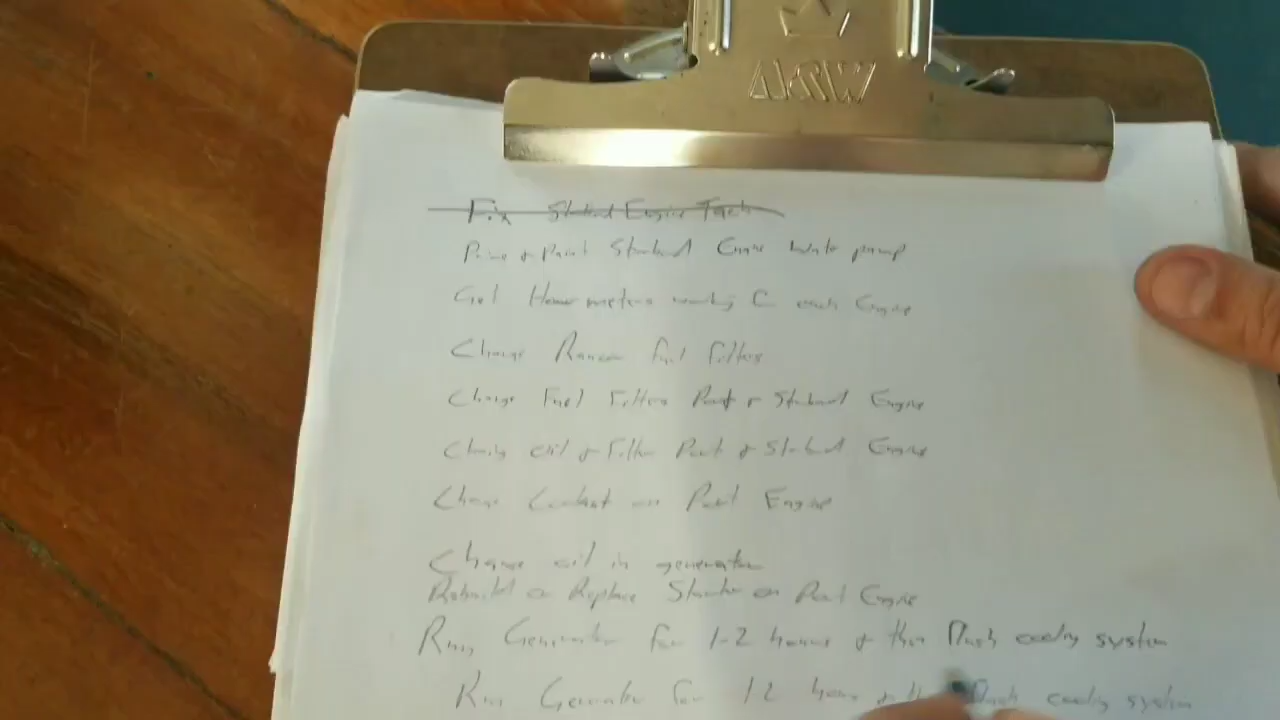 Fix Starboard Engine Tach
Prime & Paint Starboard Engine Water pump
Get Hour meters working C each Engine
Change Racor Fuel Filters
Change Fuel Filters Port & Starboard Engine
Change oil & Filter Port & Starboard Engine
Change Coolant on Port Engine
Change oil in generator
Rebuild or Replace Starter on Port Engine
Run Generator for 1-2 hours & then flush cooling system
Run Generator for 12 hours & then flush cooling system